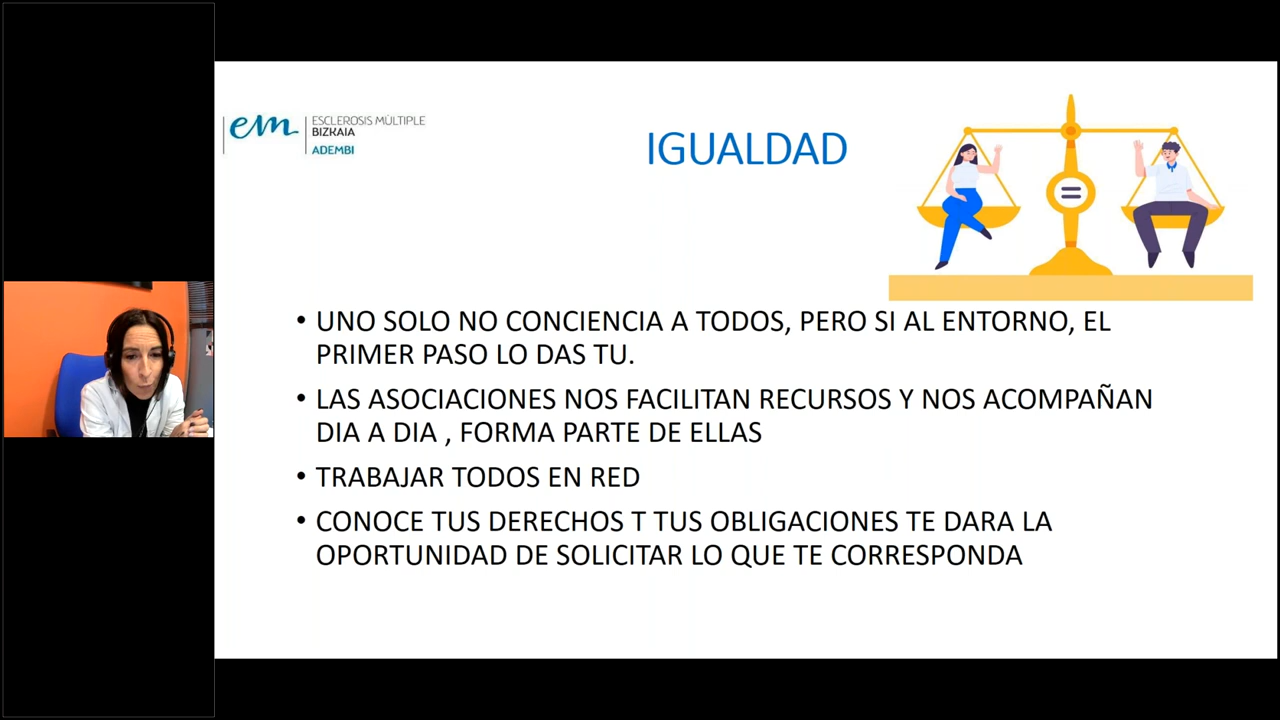 em
ESCLEROSIS MÚLTIPLE
BIZKAIA
ADEMBI
IGUALDAD
=
• UNO SOLO NO CONCIENCIA A TODOS, PERO SI AL ENTORNO, EL
PRIMER PASO LO DAS TU.
• LAS ASOCIACIONES NOS FACILITAN RECURSOS Y NOS ACOMPAÑAN
DIA A DIA , FORMA PARTE DE ELLAS
• TRABAJAR TODOS EN RED
• CONOCE TUS DERECHOS T TUS OBLIGACIONES TE DARA LA
OPORTUNIDAD DE SOLICITAR LO QUE TE CORRESPONDA